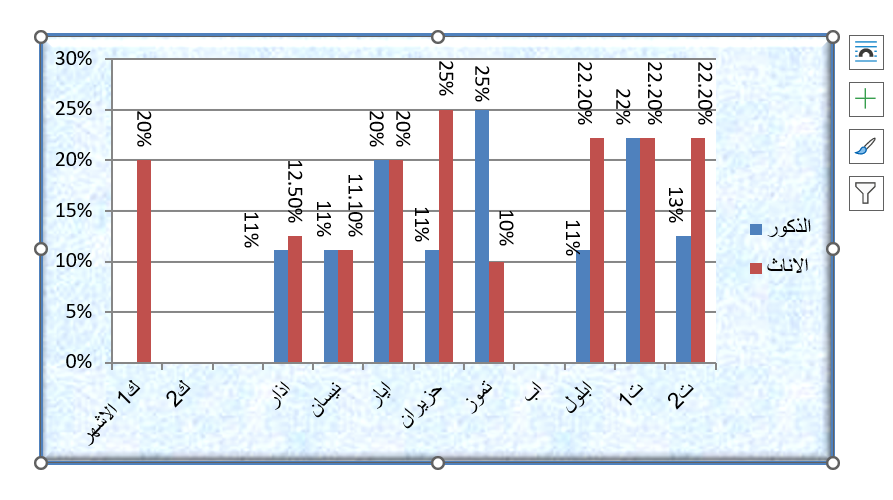 30%
25%
20%
15%
10%
5%
0%
20%
11%
12.50%
11%
11.10%
20%
20%
11%
25%
25%
10%
11%
22.20%
22%
22.20%
13%
22.20%
ك1 الاشهر
ك2
اذار
نيسان
ايار
حزيران
تموز
اب
ايلول
ت1
ت2
الذكور
الاناث